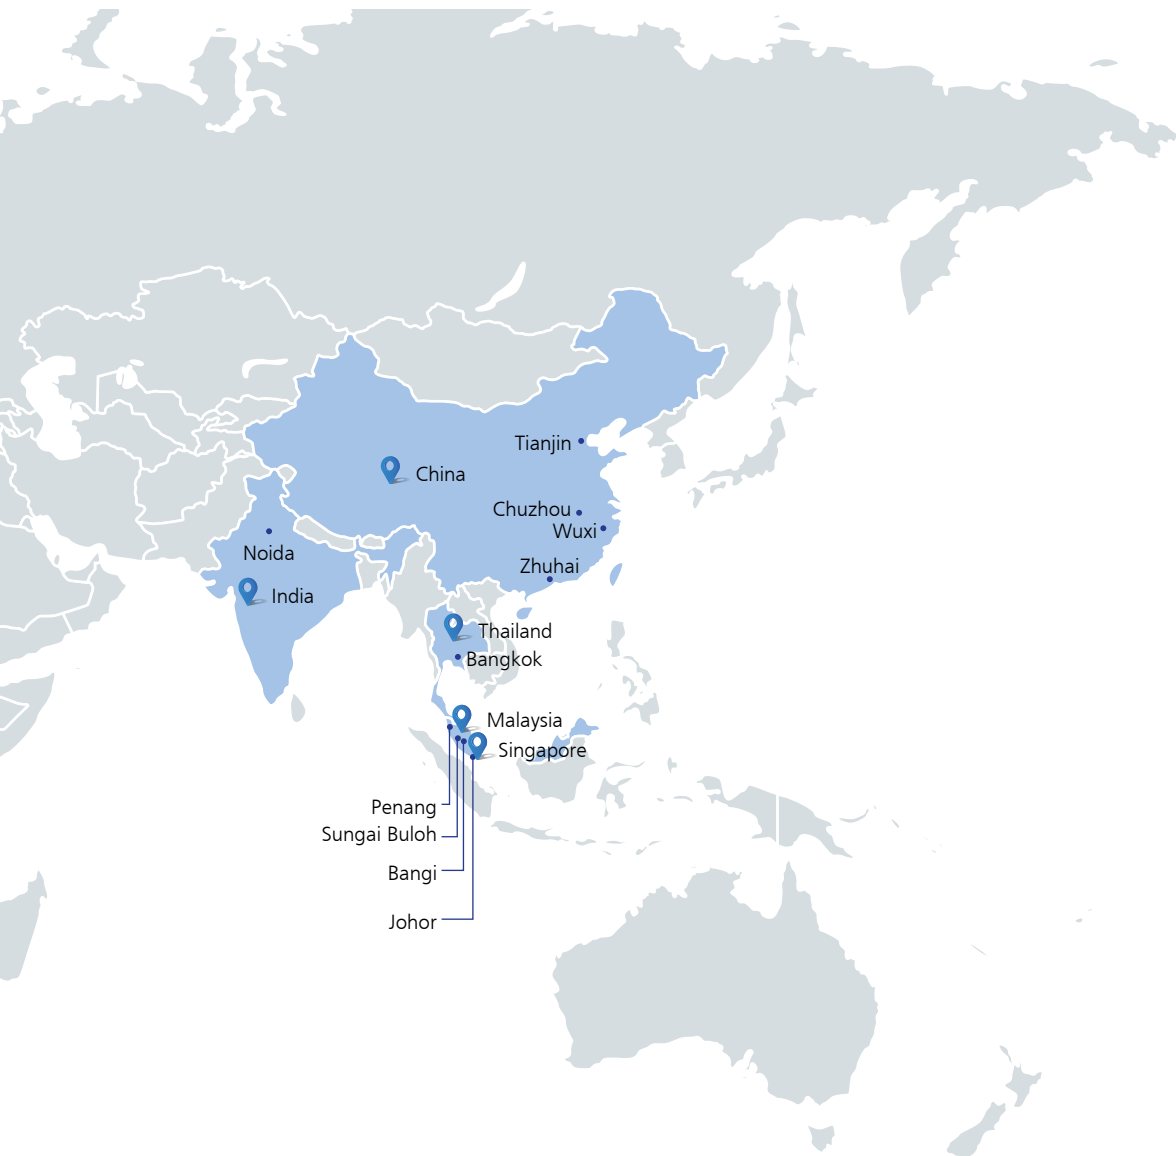 Tianjin
China
Chuzhou
Wuxi
Noida
Zhuhai
India
Thailand
Bangkok
Malaysia
Singapore
Penang
Sungai Buloh
Bangi
Johor